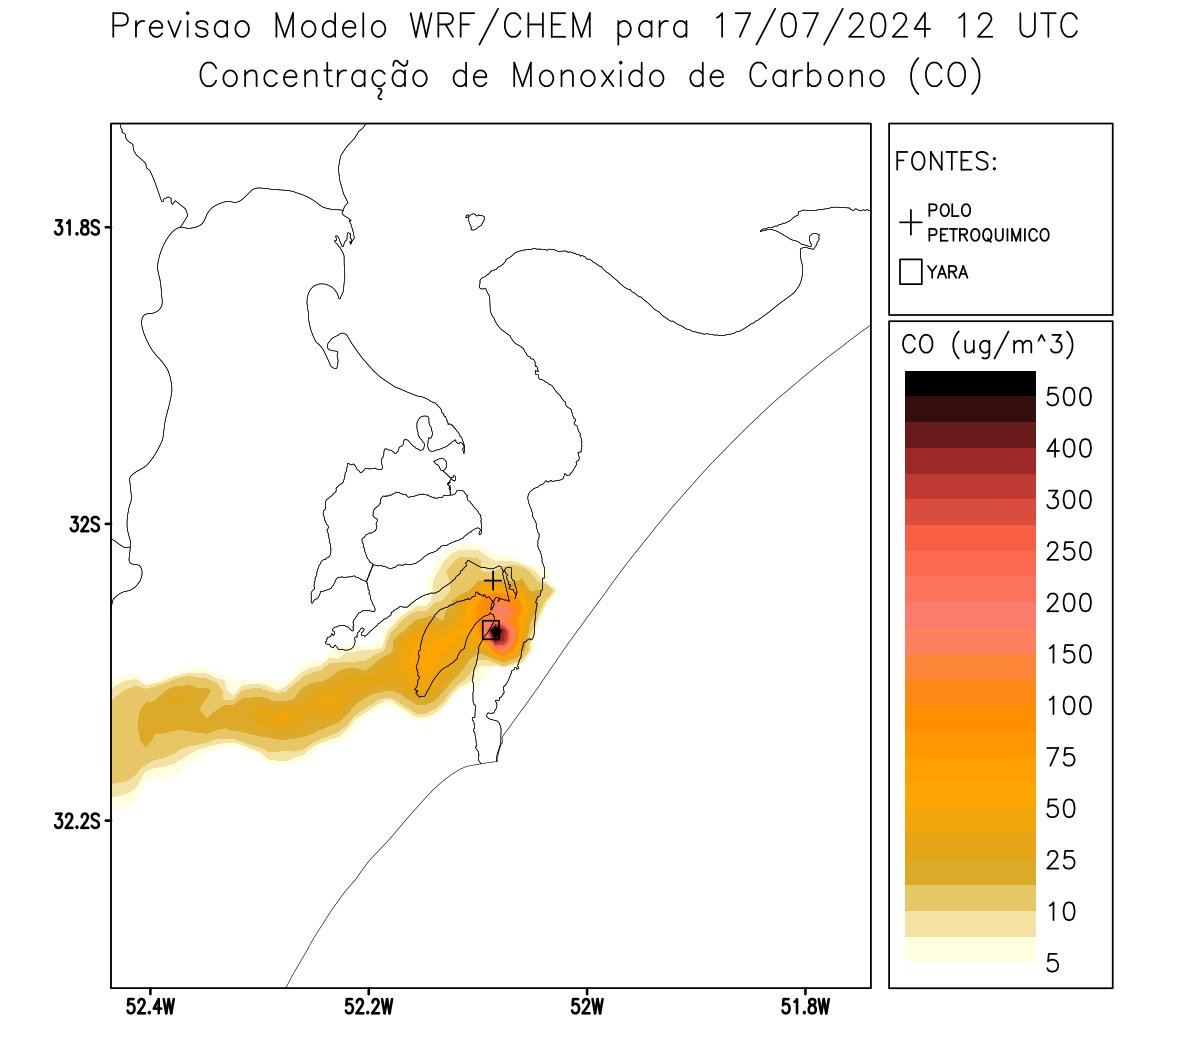 Previsao Modelo WRF/CHEM para 17/07/2024 12 UTC
Concentração de Monoxido de Carbono (CO)
FONTES:
POLO
PETROQUIMICO
YARA
CO (ug/m^3)
500
400
300
250
200
150
100
75
50
25
10
5
31.8S
32S
32.2S
52.4W
52.2W
52W
51.8W